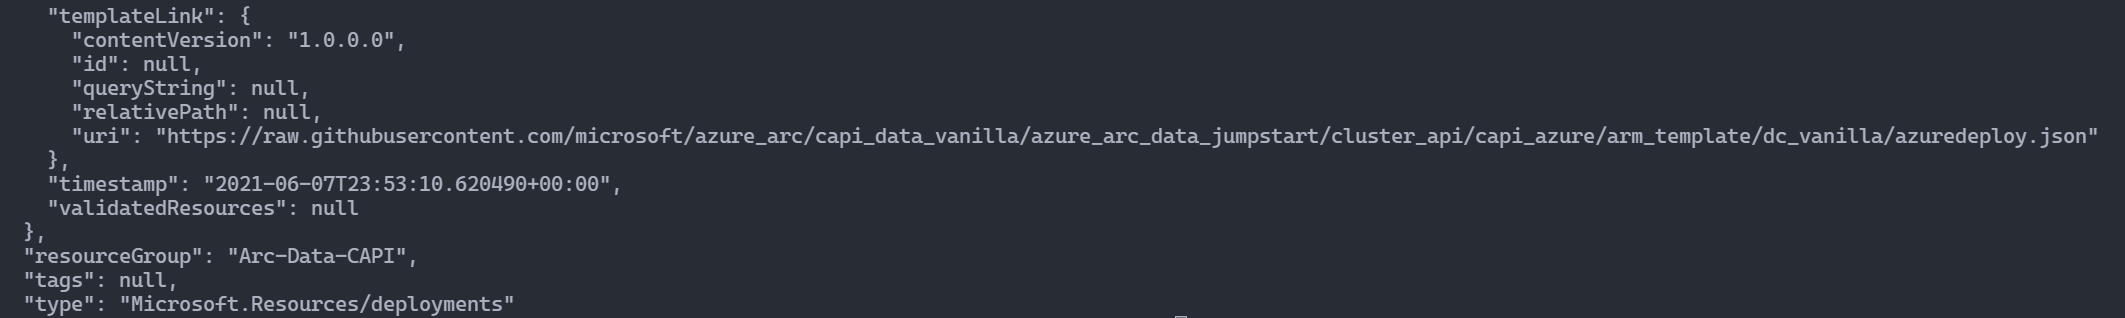 "templateLink": {
"contentVersion": "1.0.0.0",
"id": null,
"queryString": null,
"relativePath": null,
"uri": "https://raw.githubusercontent.com/microsoft/azure_arc/capi_data_vanilla/azure_arc_data_jumpstart/cluster_api/capi_azure/arm_template/dc_vanilla/azuredeploy.json"
},
"timestamp": "2021-06-07T23:53:10.620490+00:00",
"validatedResources": null
},
"resourceGroup": "Arc-Data-CAPI",
"tags": null,
"type": "Microsoft.Resources/deployments"